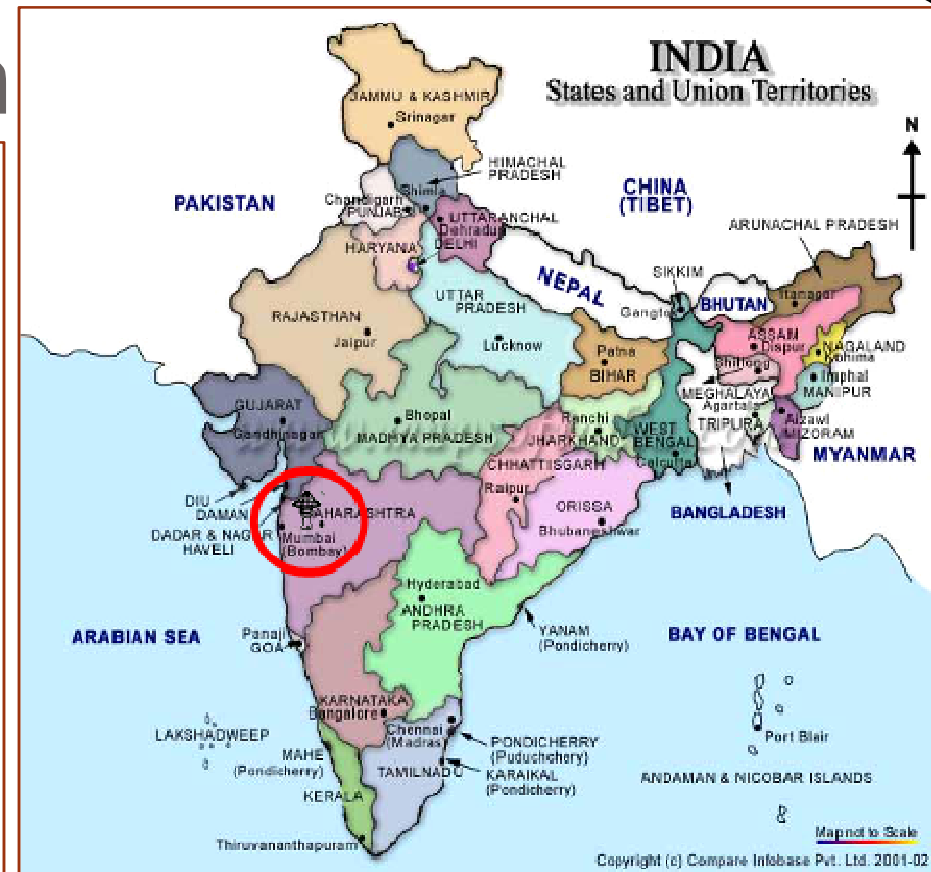 INDIA
States and Union Territories
N
JAMMU & KASHMIR
Srinagar
HIMACHAL
PRADESH
Shimla
Chandigarh
PUNJAB
PAKISTAN
CHINA
(TIBET)
UTTARANCHAL
Dehradun
HARYANA
DELHI
ARUNACHAL PRADESH
Itanagar
SIKKIM
Gangtok
NEPAL
BHUTAN
UTTAR
PRADESH
Lucknow
RAJASTHAN
Jaipur
ASSAM
Dispur
NAGALAND
Kohima
Shillong
MEGHALAYA
Imphal
MANIPUR
Patna
BIHAR
Agartala
TRIPURA
Aizawl
MIZORAM
MYANMAR
GUJARAT
Gandhinagar
Bhopal
MADHYA PRADESH
Ranchi
JHARKHAND
WEST
BENGAL
Calcutta
CHHATTISGARH
Raipur
ORISSA
Bhubaneshwar
BANGLADESH
DIU
DAMAN
DADAR & NAGAR
HAVELI
MAHARASHTRA
Mumbai
(Bombay)
Hyderabad
ANDHRA
PRADESH
YANAM
(Pondicherry)
ARABIAN SEA
BAY OF BENGAL
Panaji
GOA
KARNATAKA
Bangalore
Chennai
(Madras)
PONDICHERRY
(Puduchchery)
KARAIKAL
(Pondicherry)
LAKSHADWEEP
MAHE
(Pondicherry)
TAMILNADU
KERALA
Thiruvananthapuram
Port Blair
ANDAMAN & NICOBAR ISLANDS
Map not to Scale
Copyright (c) Compare Infobase Pvt. Ltd. 2001-02